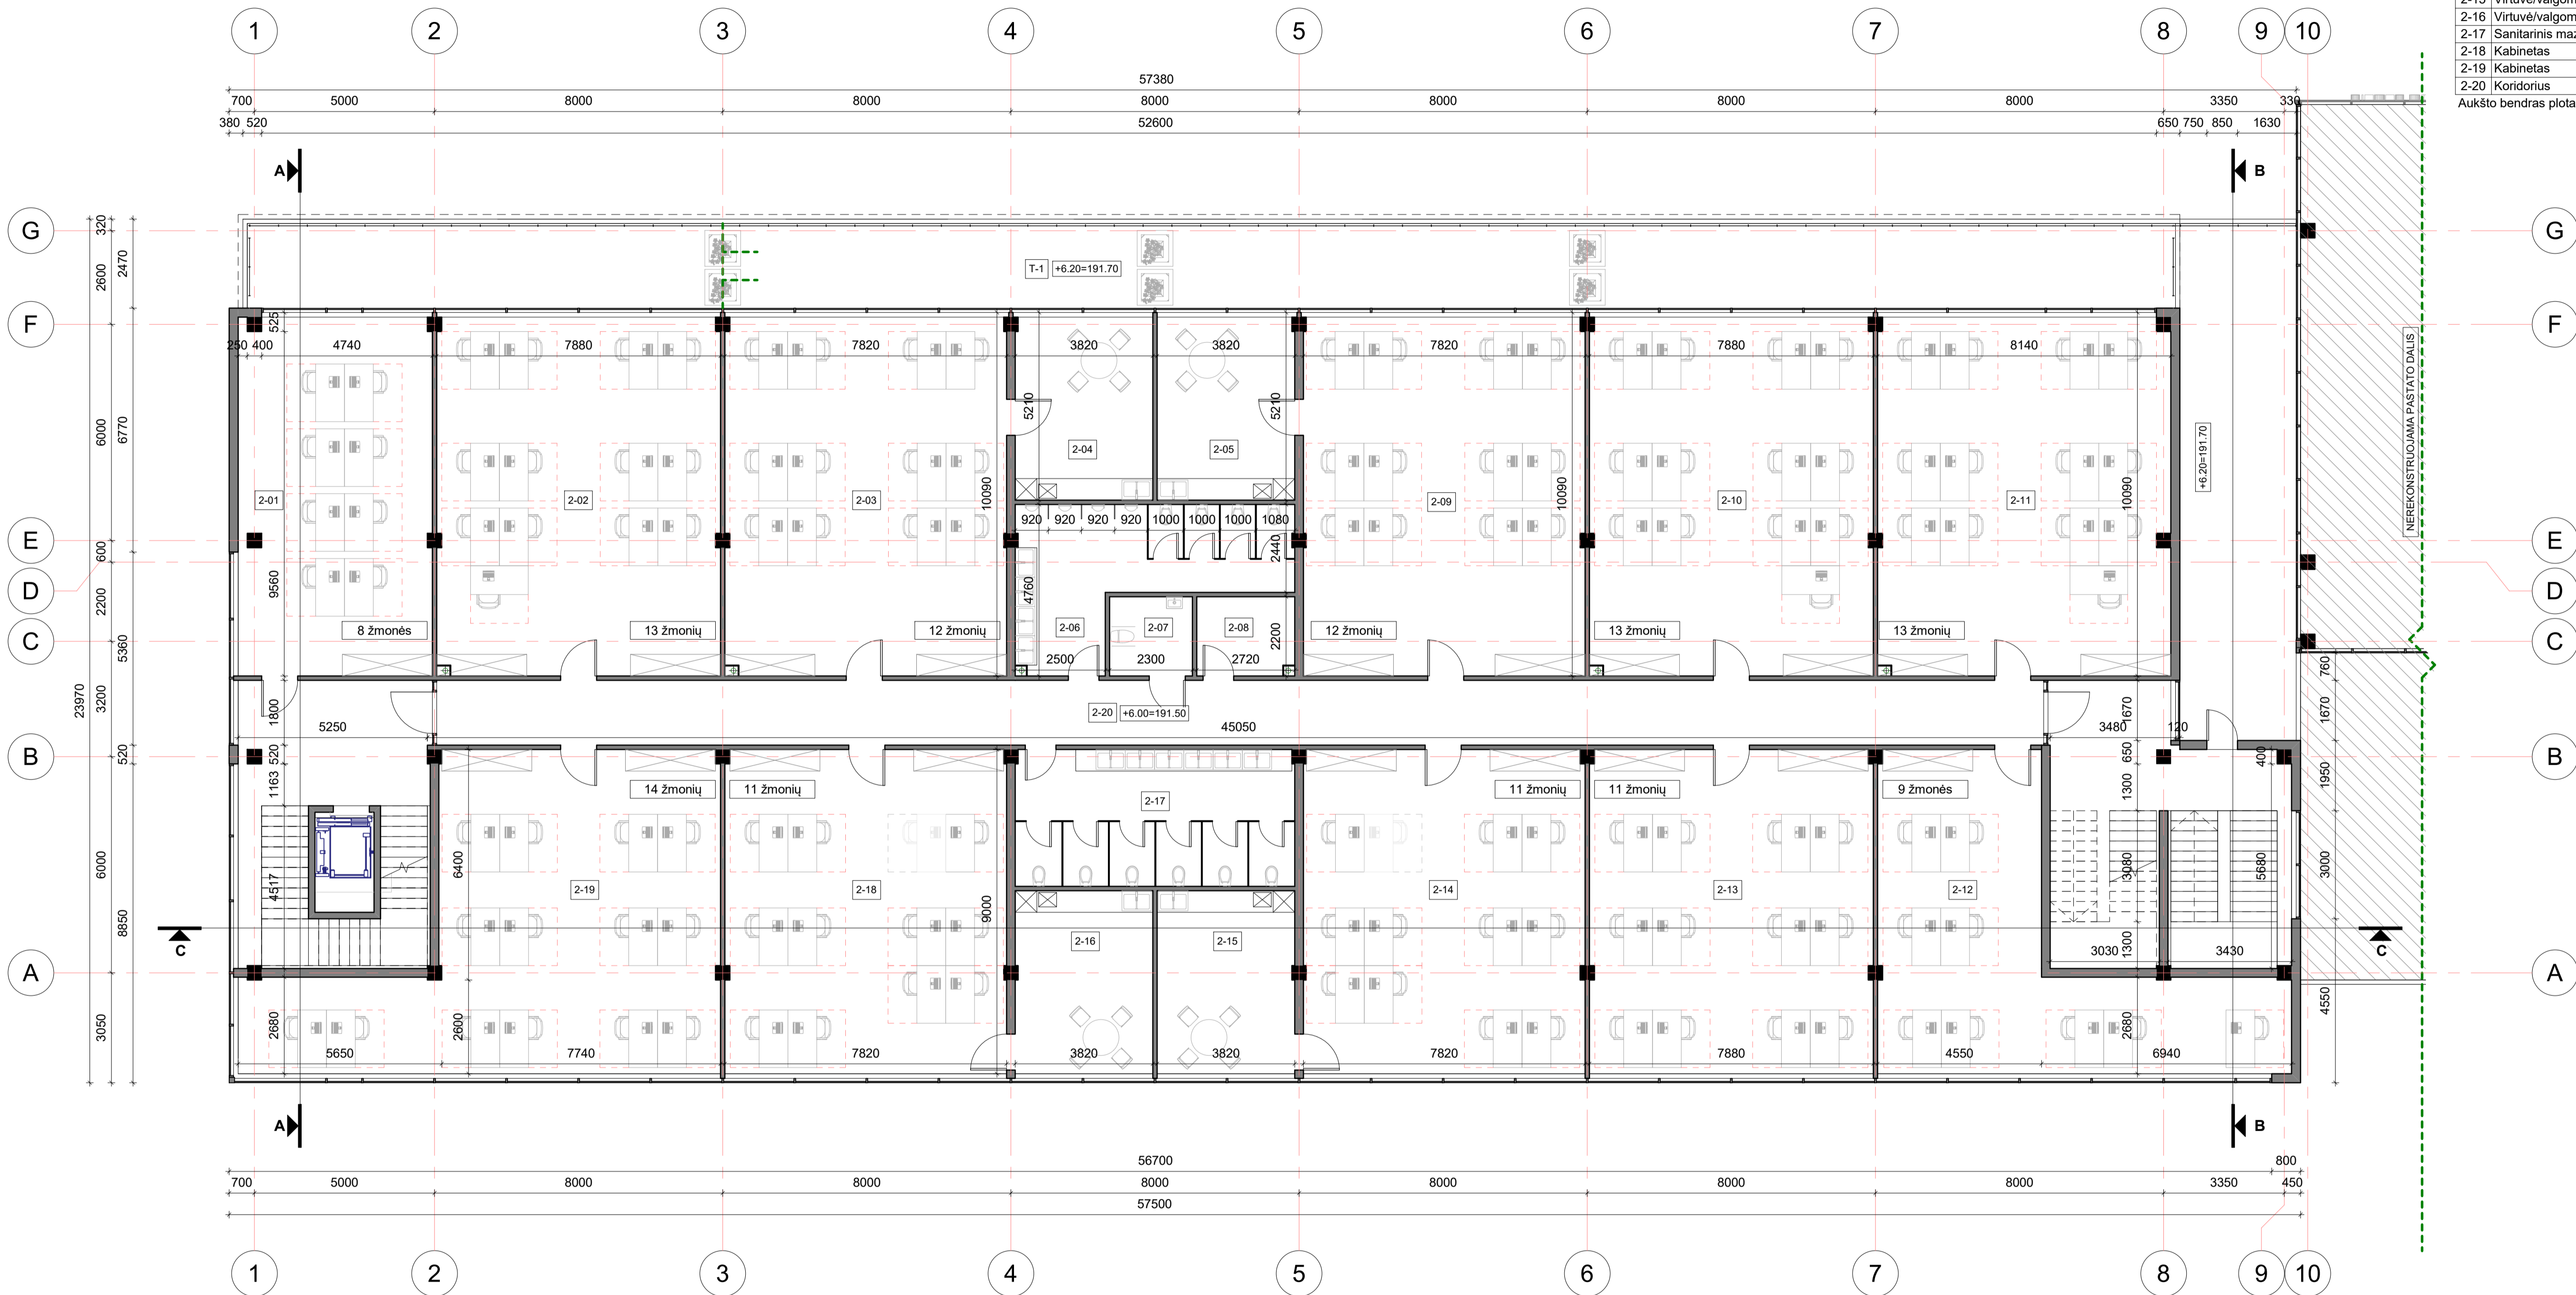 1 2 3 4 5 6 7 8 9 10
2-16 Virtuvė/valgom
2-17 Sanitarinis maz
2-18 Kabinetas
2-19 Kabinetas
2-20 Koridorius
Aukšto bendras plota
57380
700 5000 8000 8000 8000 8000 8000 8000 3350 330
380 520 52600 650 750 850 1630
A B
G G
320
2600
2470
T-1 +6.20=191.70
F F
525
250 400 4740 7880 7820 3820 3820 7820 7880 8140
6000
6770
5210 5210
2-04 2-05
+6.20=191.70
NEREKONSTRUOJAMA PASTATO DALIS
2-01 2-02 2-03 2-09 2-10 2-11
10090 10090 10090
920 920 920 920 1000 1000 1000 1080
E E
600
2440
9560
4760
D D
2200
5360
8 žmonės 13 žmonių 12 žmonių 2-06 2-07 2-08 12 žmonių 13 žmonių 13 žmonių
C C
2200
2500 2300 2720
760
23970
3200
1800
2-20 +6.00=191.50
5250 45050 3480 120
1670 1670
B B
520
520
650
400
1163
1300
1950
14 žmonių 11 žmonių 11 žmonių 11 žmonių 9 žmonės
2-17
6000
8850
6400
4517
2-19 2-18 2-14 2-13 2-12
3080
5680
3000
9000
2-16 2-15
C C
1300
3030 3430
A A
3050
2680
2600
2680
4550
5650 7740 7820 3820 3820 7820 7880 4550 6940
A B
56700 800
700 5000 8000 8000 8000 8000 8000 8000 3350 450
57500
1 2 3 4 5 6 7 8 9 10